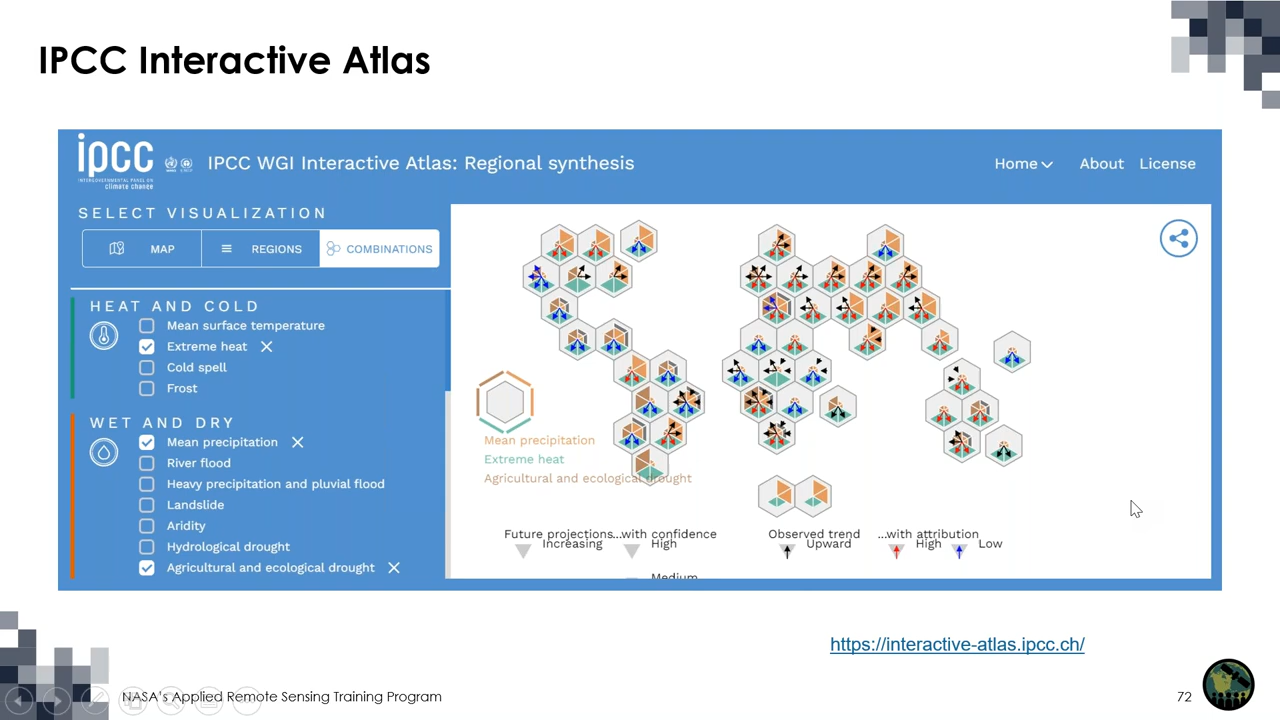 IPCC Interactive Atlas
ipcc
INTERGOVERNMENTAL PANEL ON
climate change
IPCC WGI Interactive Atlas: Regional synthesis
Home
About
License
SELECT VISUALIZATION
MAP
REGIONS
COMBINATIONS
HEAT AND COLD
Mean surface temperature
Extreme heat
Cold spell
Frost
WET AND DRY
Mean precipitation
River flood
Heavy precipitation and pluvial flood
Landslide
Aridity
Hydrological drought
Agricultural and ecological drought
Mean precipitation
Extreme heat
Agricultural and ecological drought
Future projections...with confidence
Increasing
High
Medium
Observed trend
...with attribution
Upward
High
Low
https://interactive-atlas.ipcc.ch/
NASA's Applied Remote Sensing Training Program
72